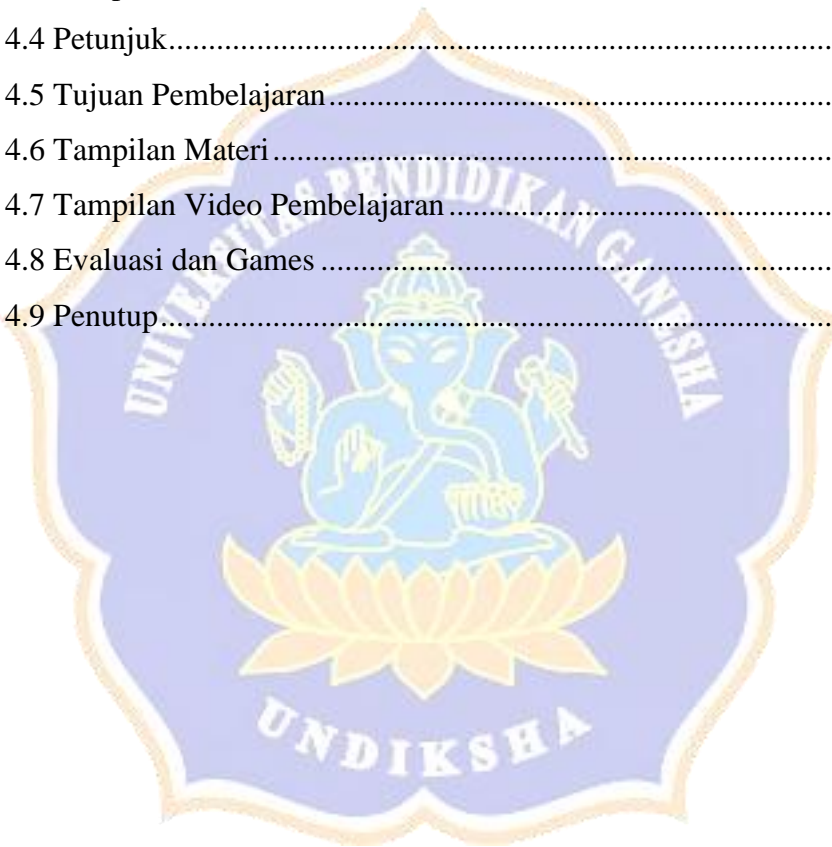 4.4 Petunjuk..............................................................................
4.5 Tujuan Pembelajaran...........................................................
4.6 Tampilan Materi..................................................................
4.7 Tampilan Video Pembelajaran.............................................
4.8 Evaluasi dan Games............................................................
4.9 Penutup...............................................................................
UNIVERSITAS PENDIDIKAN GANESHA
UNDIKSHA